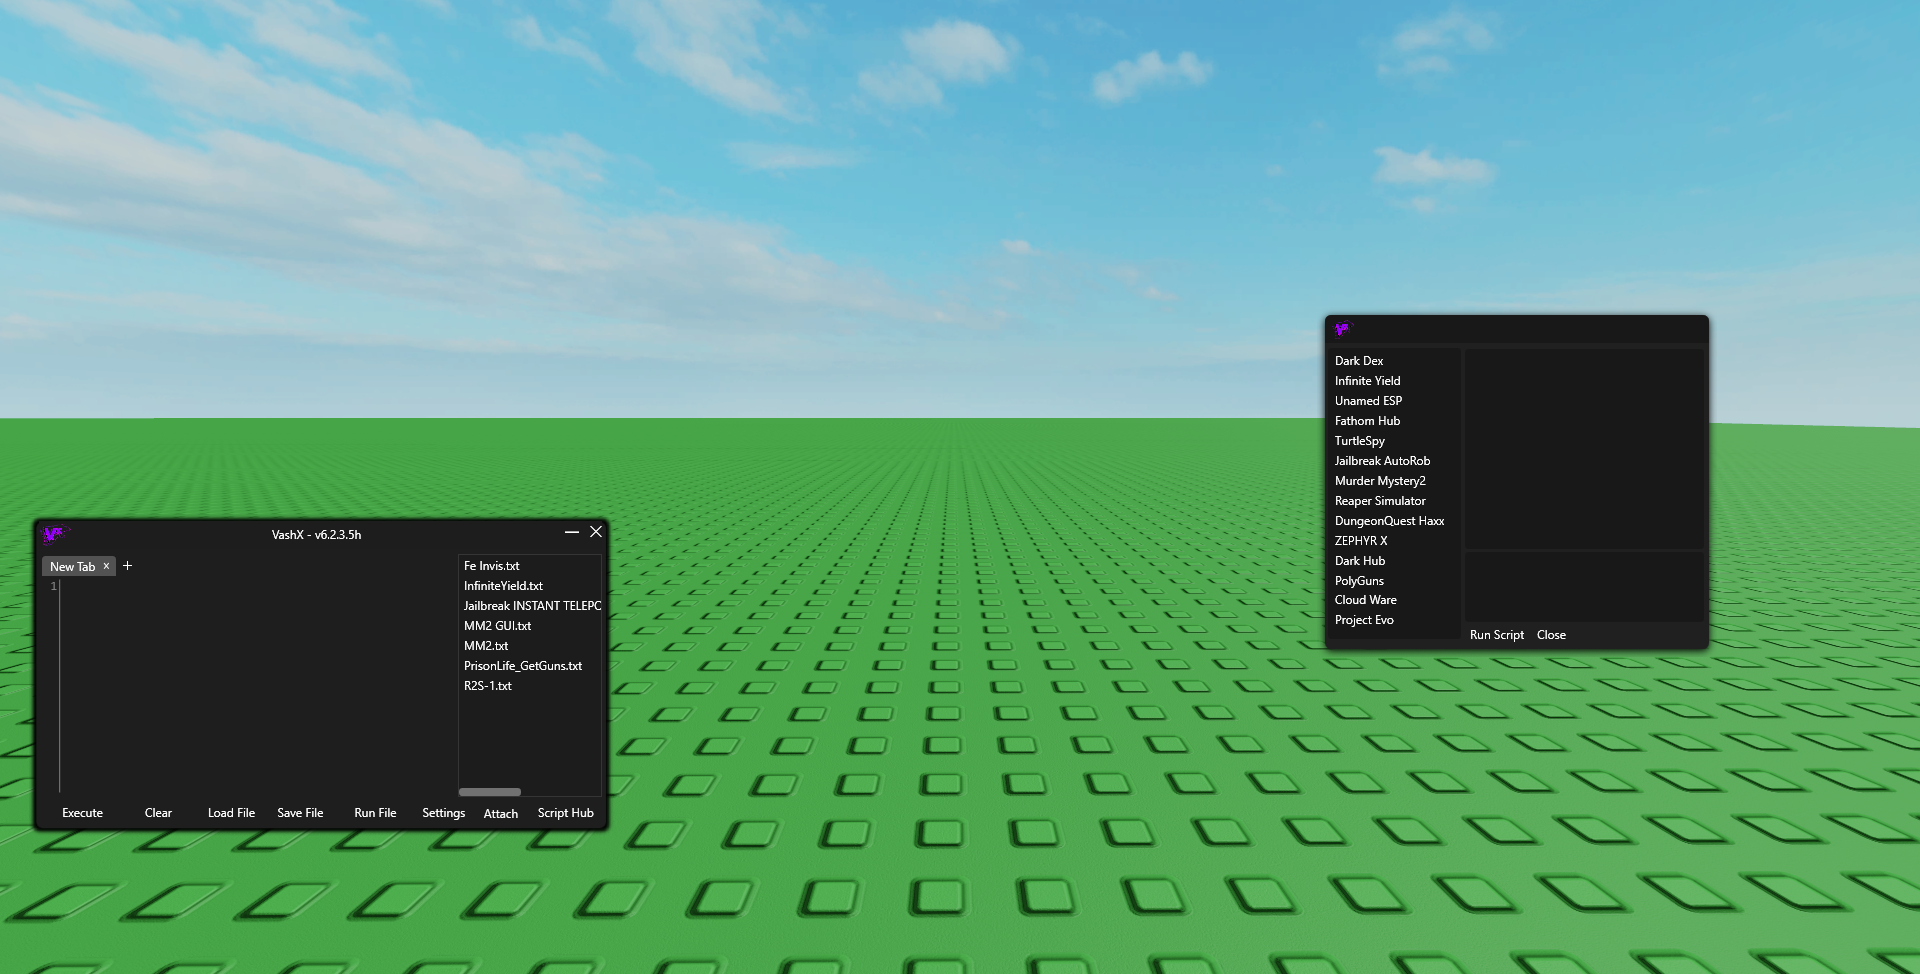 VashX - v6.2.3.5h
New Tab x +
1
Fe Invis.txt
InfiniteYield.txt
Jailbreak INSTANT TELEPO
MM2 GUI.txt
MM2.txt
PrisonLife_GetGuns.txt
R2S-1.txt
Execute Clear Load File Save File Run File Settings Attach Script Hub
Dark Dex
Infinite Yield
Unamed ESP
Fathom Hub
TurtleSpy
Jailbreak AutoRob
Murder Mystery2
Reaper Simulator
DungeonQuest Haxx
ZEPHYR X
Dark Hub
PolyGuns
Cloud Ware
Project Evo
Run Script Close